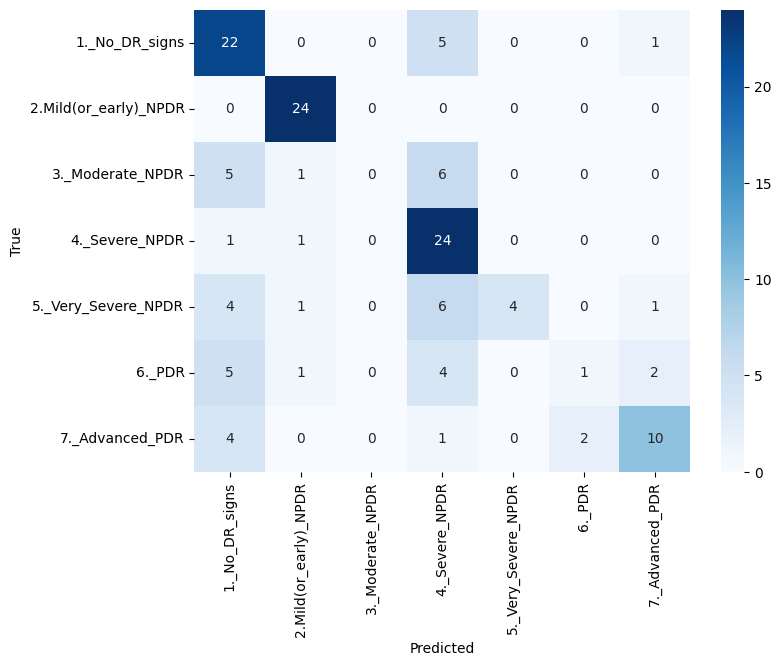 1._No_DR_signs 22 0 0 5 0 0 1
2.Mild(or_early)_NPDR 0 24 0 0 0 0 0
3._Moderate_NPDR 5 1 0 6 0 0 0
4._Severe_NPDR 1 1 0 24 0 0 0
5._Very_Severe_NPDR 4 1 0 6 4 0 1
6._PDR 5 1 0 4 0 1 2
7._Advanced_PDR 4 0 0 1 0 2 10
True
1._No_DR_signs
2.Mild(or_early)_NPDR
3._Moderate_NPDR
4._Severe_NPDR
5._Very_Severe_NPDR
6._PDR
7._Advanced_PDR
Predicted
20
15
10
5
0